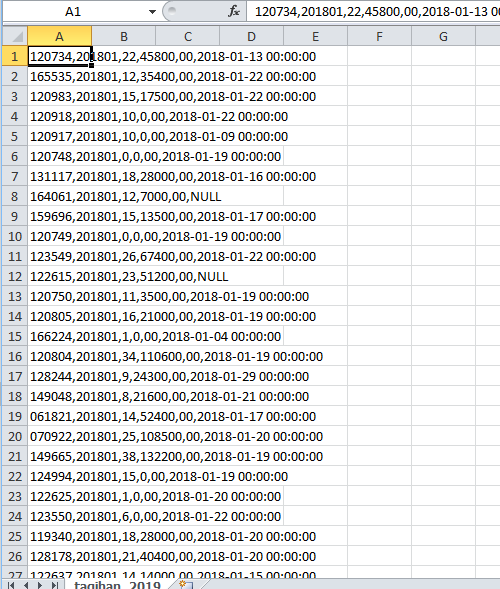 A1 fx 120734,201801,22,45800,00,2018-01-13 00
A B C D E F G
1 120734,201801,22,45800,00,2018-01-13 00:00:00
2 165535,201801,12,35400,00,2018-01-22 00:00:00
3 120983,201801,15,17500,00,2018-01-22 00:00:00
4 120918,201801,10,0,00,2018-01-22 00:00:00
5 120917,201801,10,0,00,2018-01-09 00:00:00
6 120748,201801,0,0,00,2018-01-19 00:00:00
7 131117,201801,18,28000,00,2018-01-16 00:00:00
8 164061,201801,12,7000,00,NULL
9 159696,201801,15,13500,00,2018-01-17 00:00:00
10 120749,201801,0,0,00,2018-01-19 00:00:00
11 123549,201801,26,67400,00,2018-01-22 00:00:00
12 122615,201801,23,51200,00,NULL
13 120750,201801,11,3500,00,2018-01-19 00:00:00
14 120805,201801,16,21000,00,2018-01-19 00:00:00
15 166224,201801,1,0,00,2018-01-04 00:00:00
16 120804,201801,34,110600,00,2018-01-19 00:00:00
17 128244,201801,9,24300,00,2018-01-29 00:00:00
18 149048,201801,8,21600,00,2018-01-21 00:00:00
19 061821,201801,14,52400,00,2018-01-17 00:00:00
20 070922,201801,25,108500,00,2018-01-20 00:00:00
21 149665,201801,38,132200,00,2018-01-19 00:00:00
22 124994,201801,15,0,00,2018-01-19 00:00:00
23 122625,201801,1,0,00,2018-01-20 00:00:00
24 123550,201801,6,0,00,2018-01-22 00:00:00
25 119340,201801,18,28000,00,2018-01-20 00:00:00
26 128178,201801,21,40400,00,2018-01-20 00:00:00
27 122637,201801,14,14000,00,2018-01-15 00:00:00
tagihan_2019